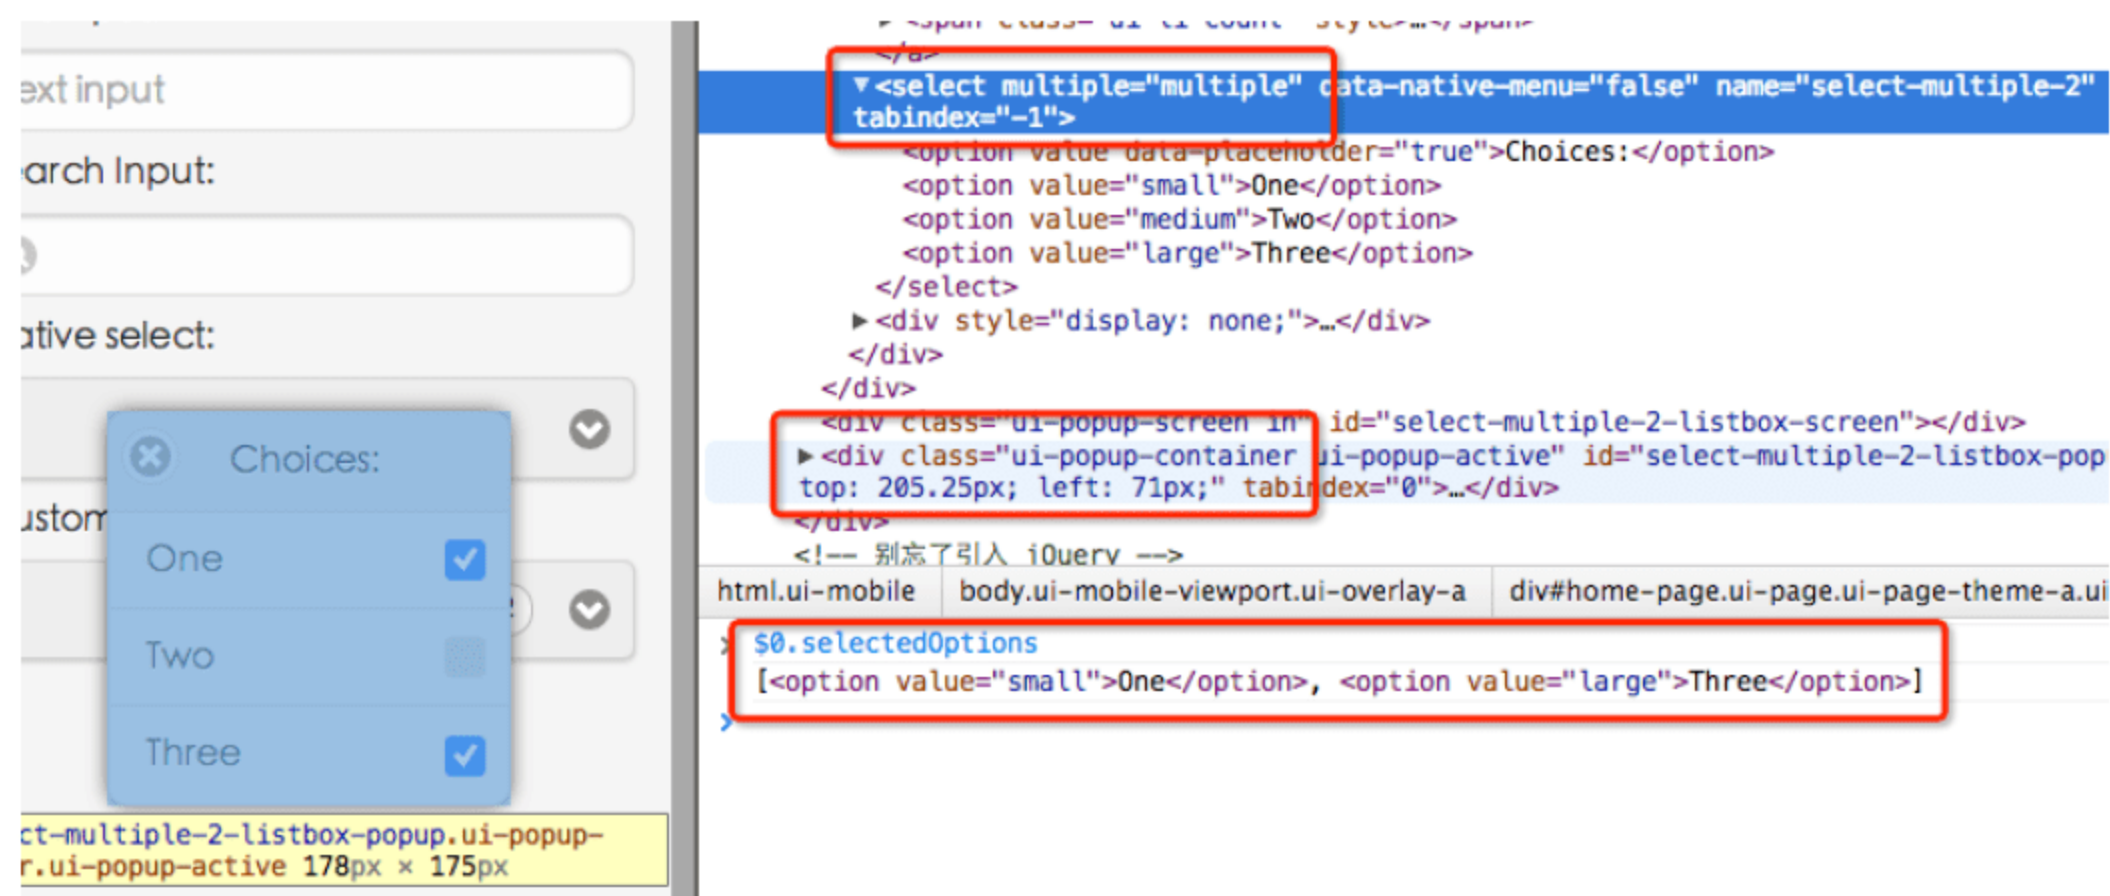 ext input
arch Input:
ative select:
Choices:
ustom
One
Two
Three
ct-multiple-2-listbox-popup.ui-popup-
r.ui-popup-active 178px × 175px
▶<span class="ui-li-count" style>…</span>
</a>
▼<select multiple="multiple" data-native-menu="false" name="select-multiple-2"
tabindex="-1">
<option value data-placeholder="true">Choices:</option>
<option value="small">One</option>
<option value="medium">Two</option>
<option value="large">Three</option>
</select>
▶<div style="display: none;">…</div>
</div>
</div>
<div class="ui-popup-screen in" id="select-multiple-2-listbox-screen"></div>
▶<div class="ui-popup-container ui-popup-active" id="select-multiple-2-listbox-pop
top: 205.25px; left: 71px;" tabindex="0">…</div>
</div>
<!-- 别忘了引入 jQuery -->
html.ui-mobile body.ui-mobile-viewport.ui-overlay-a div#home-page.ui-page.ui-page-theme-a.ui
> $0.selectedOptions
[<option value="small">One</option>, <option value="large">Three</option>]
>